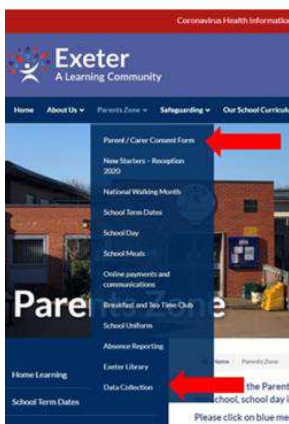 Coronavirus Health Informatio
Exeter
A Learning Community
Home About Us Parents Zone Safeguarding Our School Curricul
Parent / Carer Consent Form
New Starters – Reception
2020
National Walking Month
School Term Dates
School Day
School Meals
Online payments and
communications
Breakfast and Tea Time Club
School Uniform
Absence Reporting
Exeter Library
Data Collection
Parents Zone
Home / Parents Zone
Home Learning
School Term Dates
the Parent
school, school day i
Please click on blue me